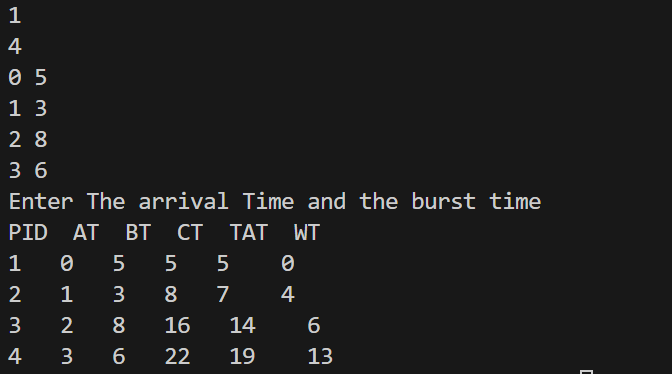 1
4
0 5
1 3
2 8
3 6
Enter The arrival Time and the burst time
PID  AT  BT  CT  TAT  WT
1   0   5   5   5    0
2   1   3   8   7    4
3   2   8   16   14    6
4   3   6   22   19    13